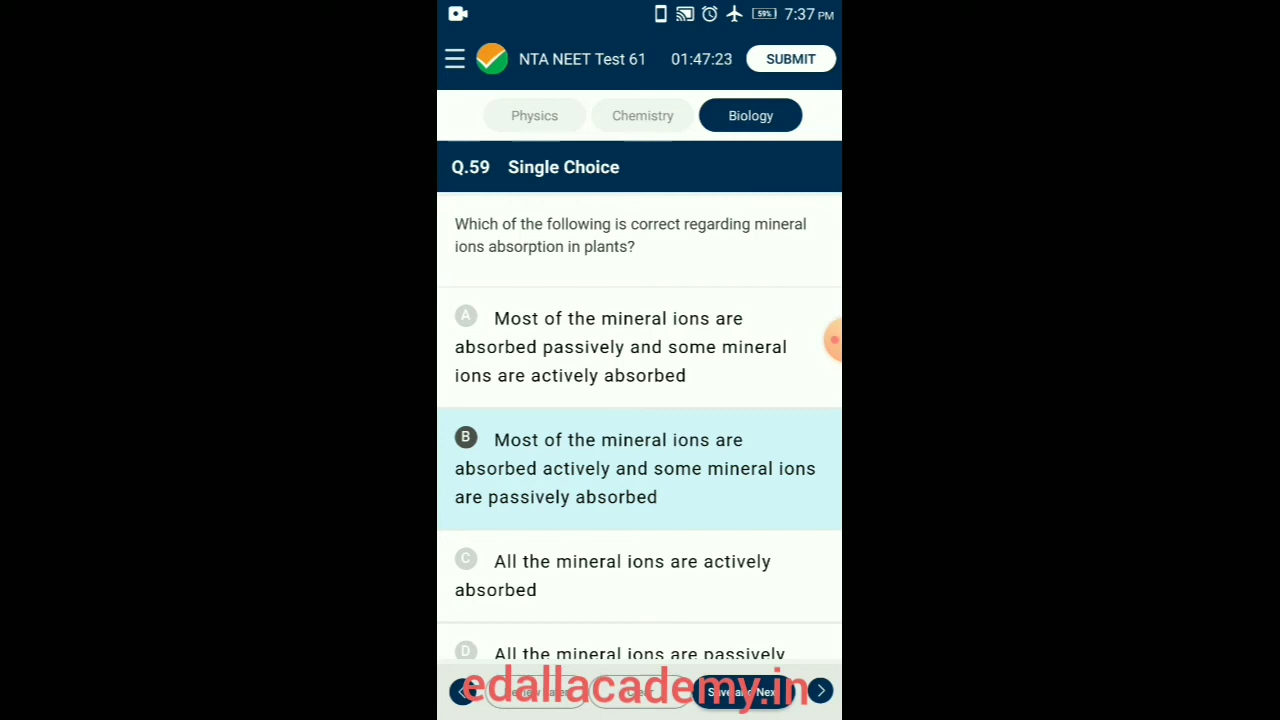 59% 7:37 PM
NTA NEET Test 61 01:47:23 SUBMIT
Physics Chemistry Biology
Q.59 Single Choice
Which of the following is correct regarding mineral
ions absorption in plants?
A Most of the mineral ions are
absorbed passively and some mineral
ions are actively absorbed
B Most of the mineral ions are
absorbed actively and some mineral ions
are passively absorbed
C All the mineral ions are actively
absorbed
D All the mineral ions are passively
edallacademy.in
Save and Next